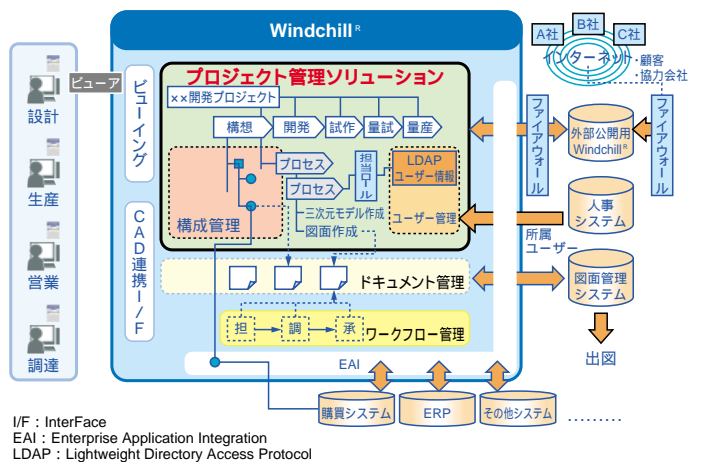 Windchill®
A社
B社
C社
インターネット
・顧客
・協力会社
設計
生産
営業
調達
ビューア
ビューイング
CAD連携I/F
プロジェクト管理ソリューション
××開発プロジェクト
構想
開発
試作
量試
量産
プロセス
プロセス
担当ロール
LDAP
ユーザー情報
ユーザー管理
構成管理
三次元モデル作成
図面作成
ドキュメント管理
担
調
承
ワークフロー管理
EAI
ファイアウォール
外部公開用
Windchill®
ファイアウォール
人事
システム
所属
ユーザー
図面管理
システム
出図
購買システム
ERP
その他システム
………
I/F：InterFace
EAI：Enterprise Application Integration
LDAP：Lightweight Directory Access Protocol